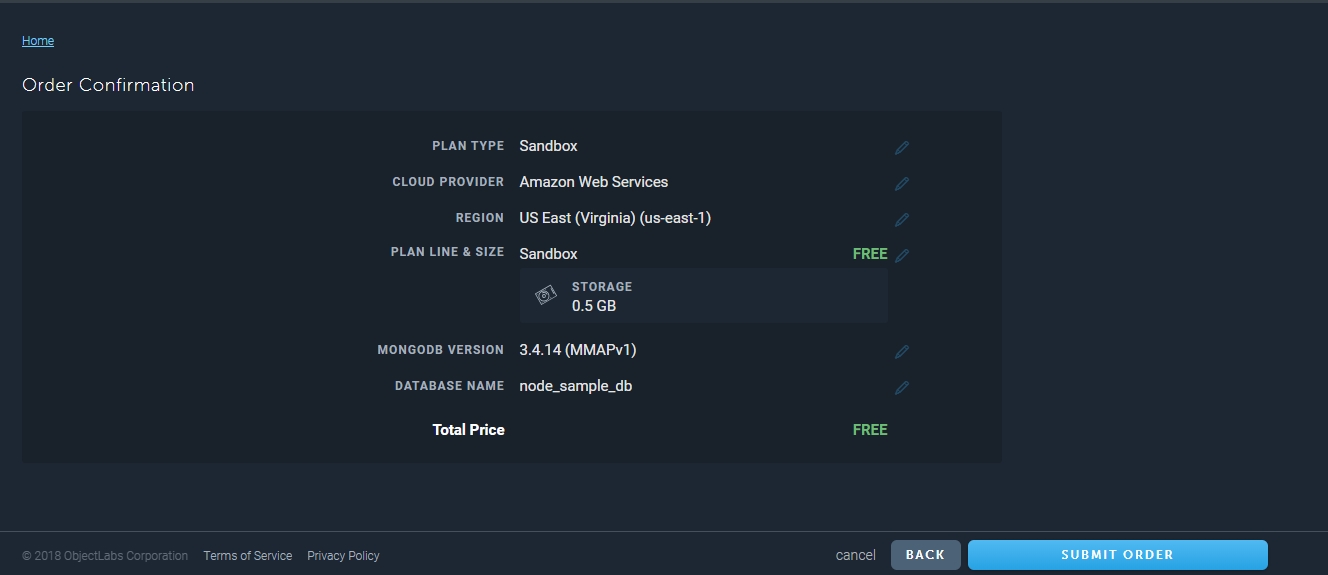 Home
Order Confirmation
PLAN TYPE Sandbox
CLOUD PROVIDER Amazon Web Services
REGION US East (Virginia) (us-east-1)
PLAN LINE & SIZE Sandbox FREE
STORAGE
0.5 GB
MONGODB VERSION 3.4.14 (MMAPv1)
DATABASE NAME node_sample_db
Total Price FREE
© 2018 ObjectLabs Corporation Terms of Service Privacy Policy cancel BACK SUBMIT ORDER